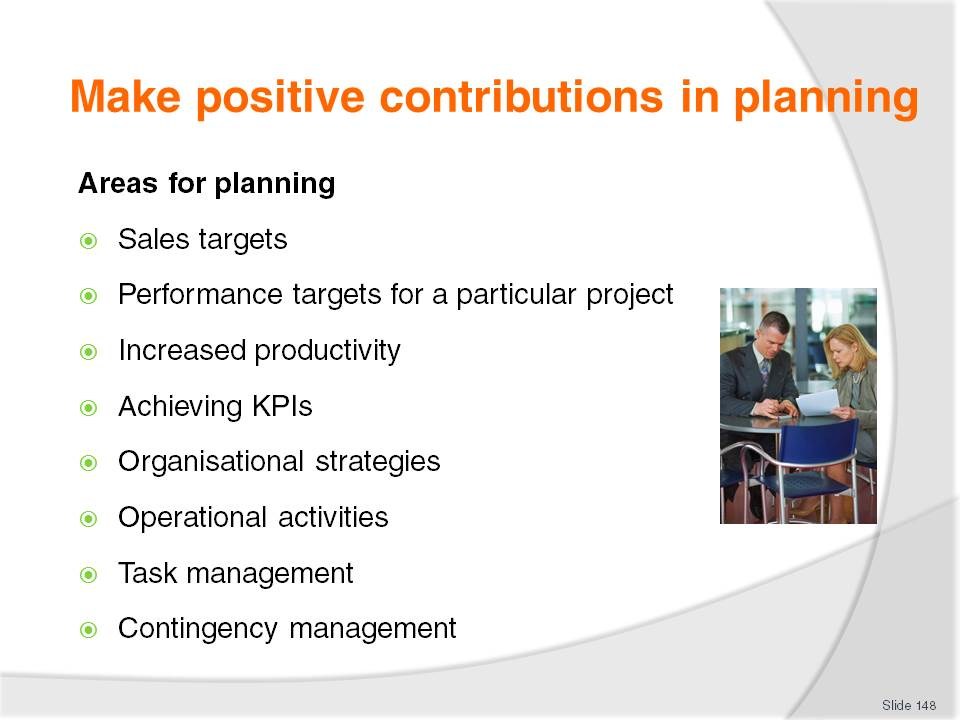 Make positive contributions in planning
Areas for planning
Sales targets
Performance targets for a particular project
Increased productivity
Achieving KPIs
Organisational strategies
Operational activities
Task management
Contingency management
Slide 148